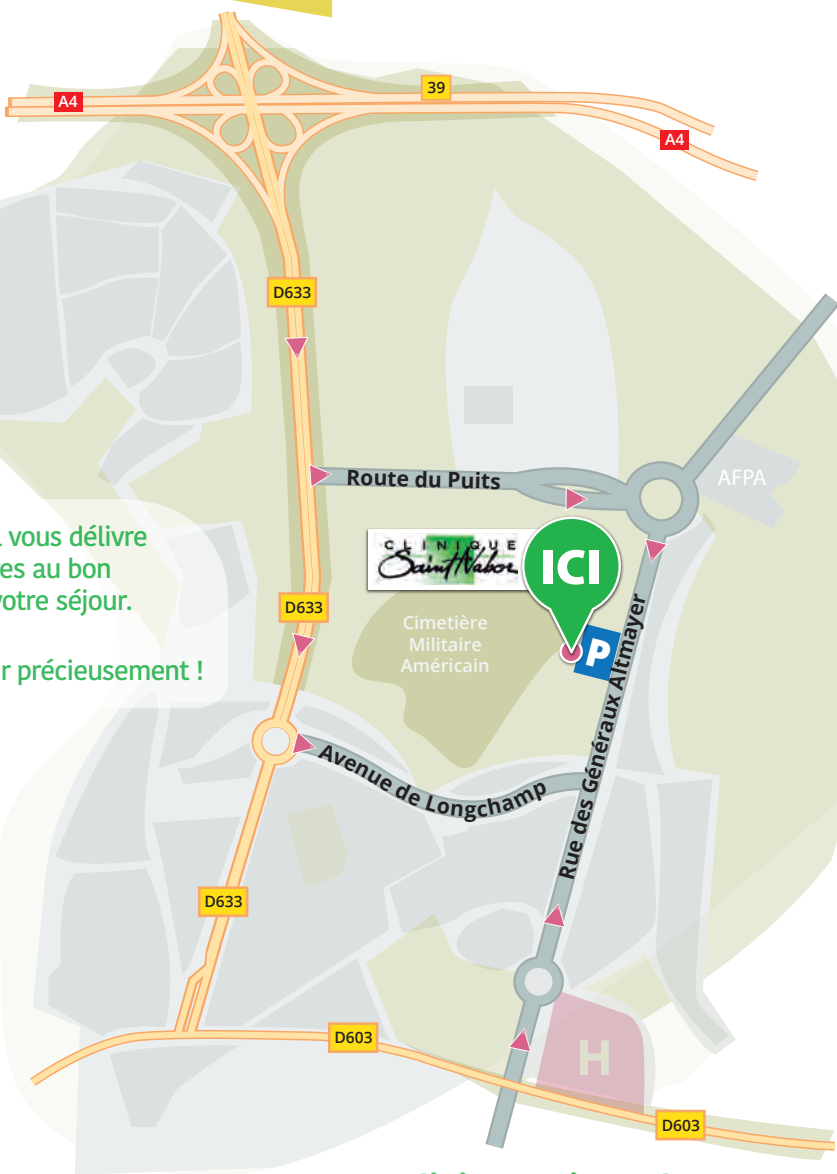 A4
39
A4
D633
Route du Puits
AFPA
vous délivre
es au bon
votre séjour.
r précieusement !
CLINIQUE
Saint Nabor
ICI
D633
Cimetière
Militaire
Américain
P
Rue des Généraux Altmayer
Avenue de Longchamp
D633
D603
H
D603